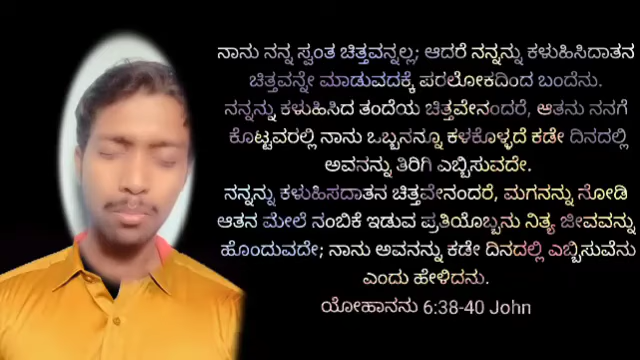 ನಾನು ನನ್ನ ಸ್ವಂತ ಚಿತ್ತವನ್ನಲ್ಲ; ಆದರೆ ನನ್ನನ್ನು ಕಳುಹಿಸಿದಾತನ
ಚಿತ್ತವನ್ನೇ ಮಾಡುವದಕ್ಕೆ ಪರಲೋಕದಿಂದ ಬಂದೆನು.
ನನ್ನನ್ನು ಕಳುಹಿಸಿದ ತಂದೆಯ ಚಿತ್ತವೇನಂದರೆ, ಆತನು ನನಗೆ
ಕೊಟ್ಟವರಲ್ಲಿ ನಾನು ಒಬ್ಬನನ್ನೂ ಕಳಕೊಳ್ಳದೆ ಕಡೇ ದಿನದಲ್ಲಿ
ಅವನನ್ನು ತಿರಿಗಿ ಎಬ್ಬಿಸುವದೇ.
ನನ್ನನ್ನು ಕಳುಹಿಸದಾತನ ಚಿತ್ತವೇನಂದರೆ, ಮಗನನ್ನು ನೋಡಿ
ಆತನ ಮೇಲೆ ನಂಬಿಕೆ ಇಡುವ ಪ್ರತಿಯೊಬ್ಬನು ನಿತ್ಯ ಜೀವವನ್ನು
ಹೊಂದುವದೇ; ನಾನು ಅವನನ್ನು ಕಡೇ ದಿನದಲ್ಲಿ ಎಬ್ಬಿಸುವೆನು
ಎಂದು ಹೇಳಿದನು.
ಯೋಹಾನನು 6:38-40 John